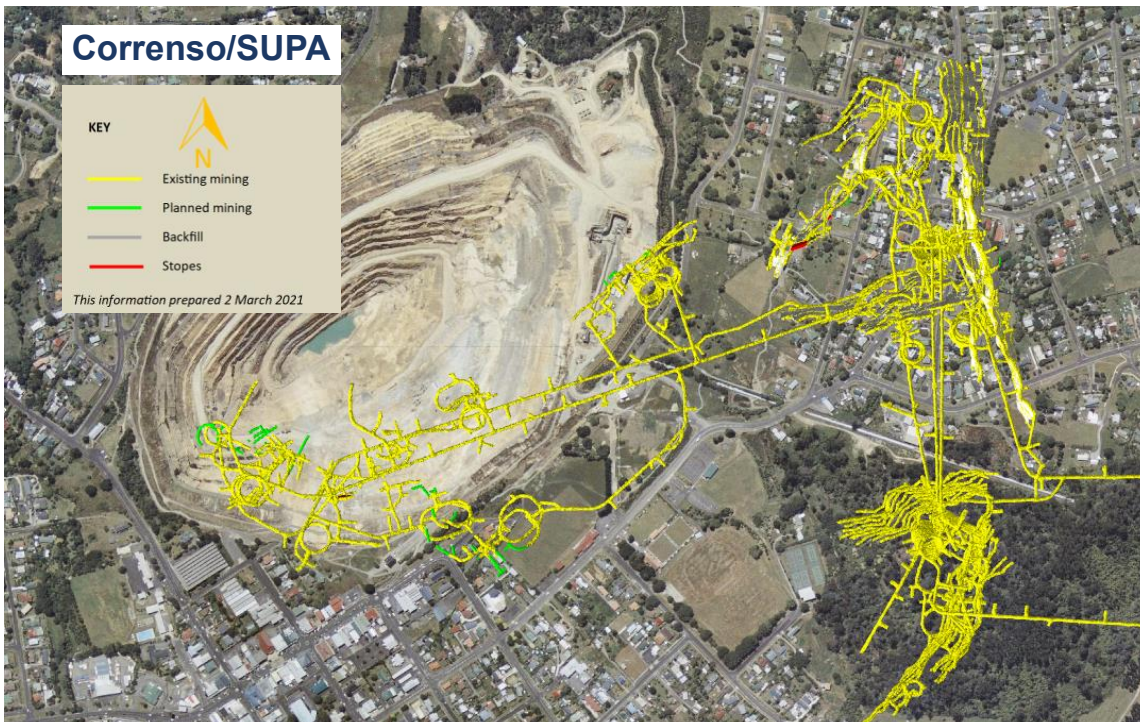 Correnso/SUPA
KEY
N
Existing mining
Planned mining
Backfill
Stopes
This information prepared 2 March 2021